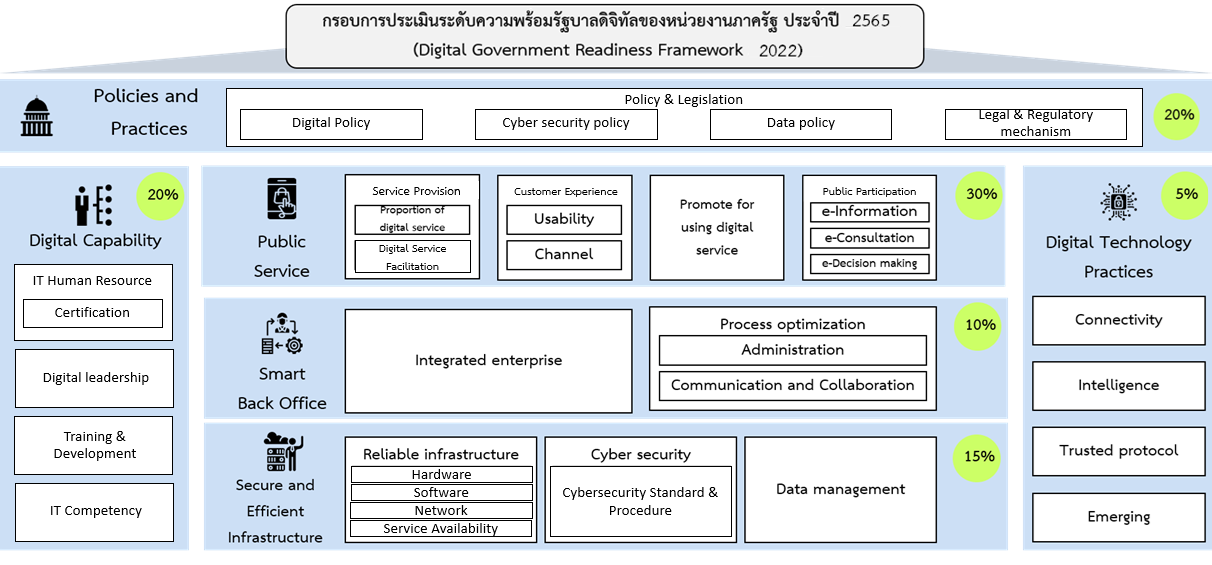 กรอบการประเมินระดับความพร้อมรัฐบาลดิจิทัลของหน่วยงานภาครัฐ ประจำปี 2565
(Digital Government Readiness Framework 2022)
Policies and
Practices
Policy & Legislation
Digital Policy
Cyber security policy
Data policy
Legal & Regulatory
mechanism
20%
20%
Digital Capability
IT Human Resource
Certification
Digital leadership
Training &
Development
IT Competency
Public
Service
Service Provision
Proportion of
digital service
Digital Service
Facilitation
Customer Experience
Usability
Channel
Promote for
using digital
service
Public Participation
e-Information
e-Consultation
e-Decision making
30%
Smart
Back Office
Integrated enterprise
Process optimization
Administration
Communication and Collaboration
10%
Secure and
Efficient
Infrastructure
Reliable infrastructure
Hardware
Software
Network
Service Availability
Cyber security
Cybersecurity Standard &
Procedure
Data management
15%
5%
Digital Technology
Practices
Connectivity
Intelligence
Trusted protocol
Emerging